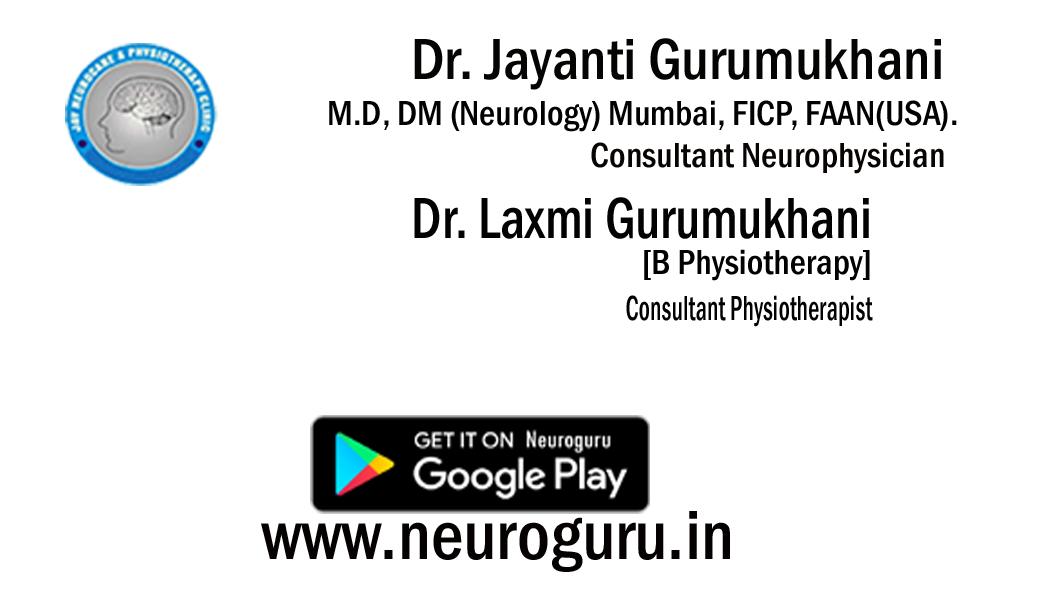 JAY NEUROCARE & PHYSIOTHERAPY CLINIC
Dr. Jayanti Gurumukhani
M.D, DM (Neurology) Mumbai, FICP, FAAN(USA).
Consultant Neurophysician
Dr. Laxmi Gurumukhani
[B Physiotherapy]
Consultant Physiotherapist
GET IT ON Neuroguru
Google Play
www.neuroguru.in